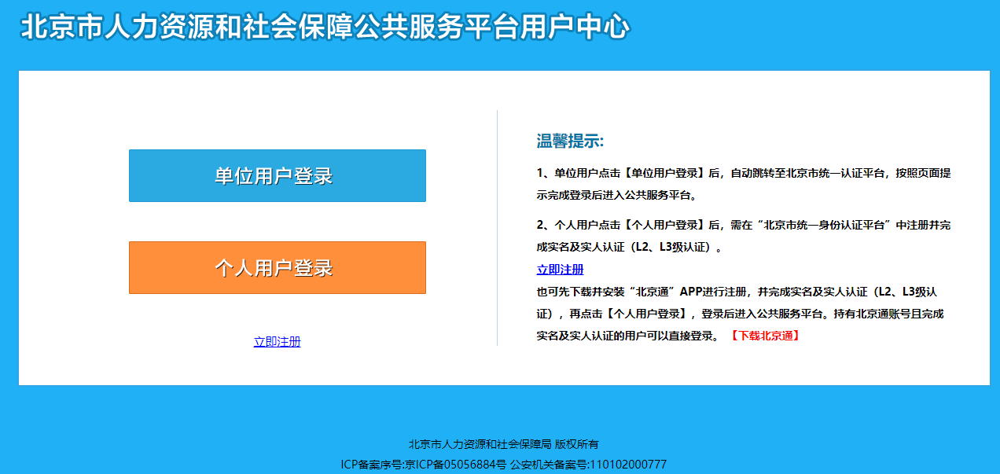 北京市人力资源和社会保障公共服务平台用户中心
单位用户登录
个人用户登录
立即注册
温馨提示:
1、单位用户点击【单位用户登录】后，自动跳转至北京市统一认证平台，按照页面提
示完成登录后进入公共服务平台。
2、个人用户点击【个人用户登录】后，需在“北京市统一身份认证平台”中注册并完
成实名及实人认证（L2、L3级认证）。
立即注册
也可先下载并安装“北京通”APP进行注册，并完成实名及实人认证（L2、L3级认
证），再点击【个人用户登录】，登录后进入公共服务平台。持有北京通账号且完成
实名及实人认证的用户可以直接登录。 【下载北京通】
北京市人力资源和社会保障局 版权所有
ICP备案序号:京ICP备05056884号 公安机关备案号:110102000777